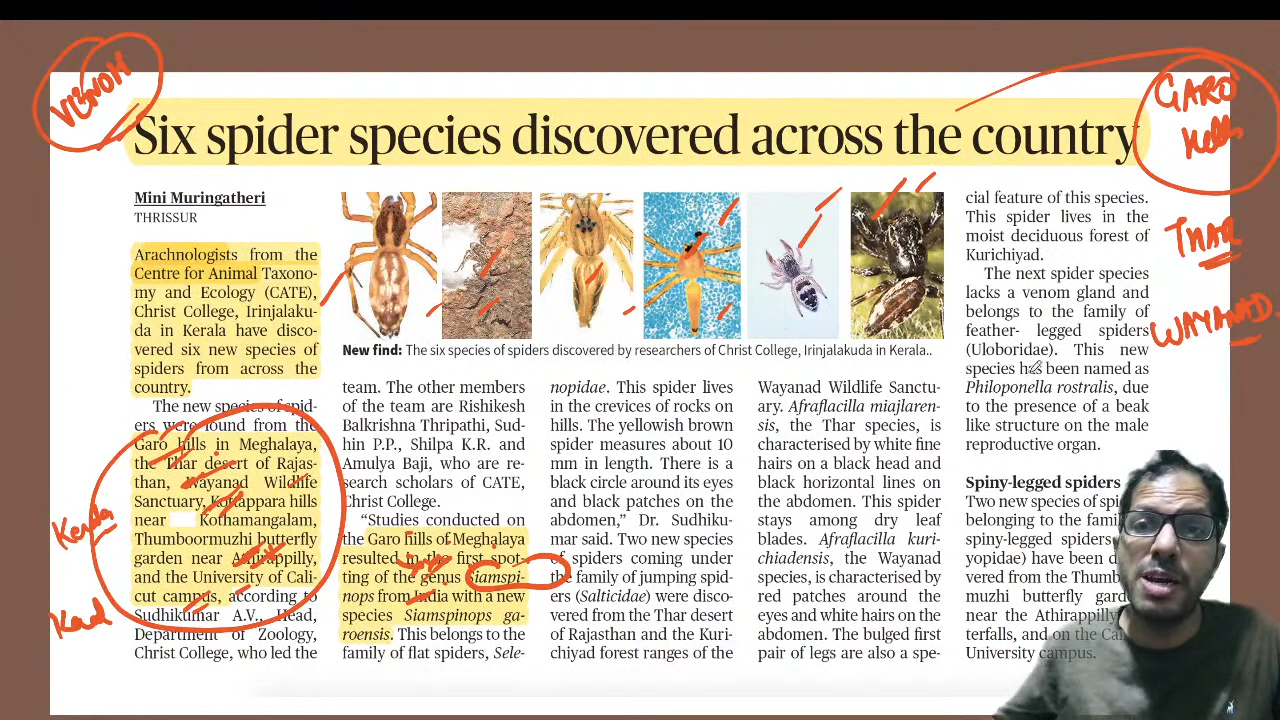 VENOM
GARO
Hills
THAR
WAYANAD.
Kerala
Six spider species discovered across the country
Mini Muringatheri
THRISSUR
Arachnologists from the
Centre for Animal Taxono-
my and Ecology (CATE),
Christ College, Irinjalaku-
da in Kerala have disco-
vered six new species of
spiders from across the
country.
The new species of spid-
ers were found from the
Garo hills in Meghalaya,
the Thar desert of Rajas-
than, Wayanad Wildlife
Sanctuary, Kottappara hills
near Kothamangalam,
Thumboormuzhi butterfly
garden near Athirappilly,
and the University of Cali-
cut campus, according to
Sudhikumar A.V., Head,
Department of Zoology,
Christ College, who led the
New find: The six species of spiders discovered by researchers of Christ College, Irinjalakuda in Kerala..
team. The other members
of the team are Rishikesh
Balkrishna Thripathi, Sud-
hin P.P., Shilpa K.R. and
Amulya Baji, who are re-
search scholars of CATE,
Christ College.
“Studies conducted on
the Garo hills of Meghalaya
resulted in the first spot-
ting of the genus Siamspi-
nops from India with a new
species Siamspinops ga-
roensis. This belongs to the
family of flat spiders, Sele-
nopidae. This spider lives
in the crevices of rocks on
hills. The yellowish brown
spider measures about 10
mm in length. There is a
black circle around its eyes
and black patches on the
abdomen,” Dr. Sudhiku-
mar said. Two new species
of spiders coming under
the family of jumping spid-
ers (Salticidae) were disco-
vered from the Thar desert
of Rajasthan and the Kuri-
chiyad forest ranges of the
Wayanad Wildlife Sanctu-
ary. Afraflacilla miajlaren-
sis, the Thar species, is
characterised by white fine
hairs on a black head and
black horizontal lines on
the abdomen. This spider
stays among dry leaf
blades. Afraflacilla kuri-
chiadensis, the Wayanad
species, is characterised by
red patches around the
eyes and white hairs on the
abdomen. The bulged first
pair of legs are also a spe-
cial feature of this species.
This spider lives in the
moist deciduous forest of
Kurichiyad.
The next spider species
lacks a venom gland and
belongs to the family of
feather- legged spiders
(Uloboridae). This new
species has been named as
Philoponella rostralis, due
to the presence of a beak
like structure on the male
reproductive organ.
Spiny-legged spiders
Two new species of
belonging to the
spiny-legged spiders
yopidae) have been
vered from the
muzhi butterfly
near the Athirappilly
terfalls, and on the
University campus.